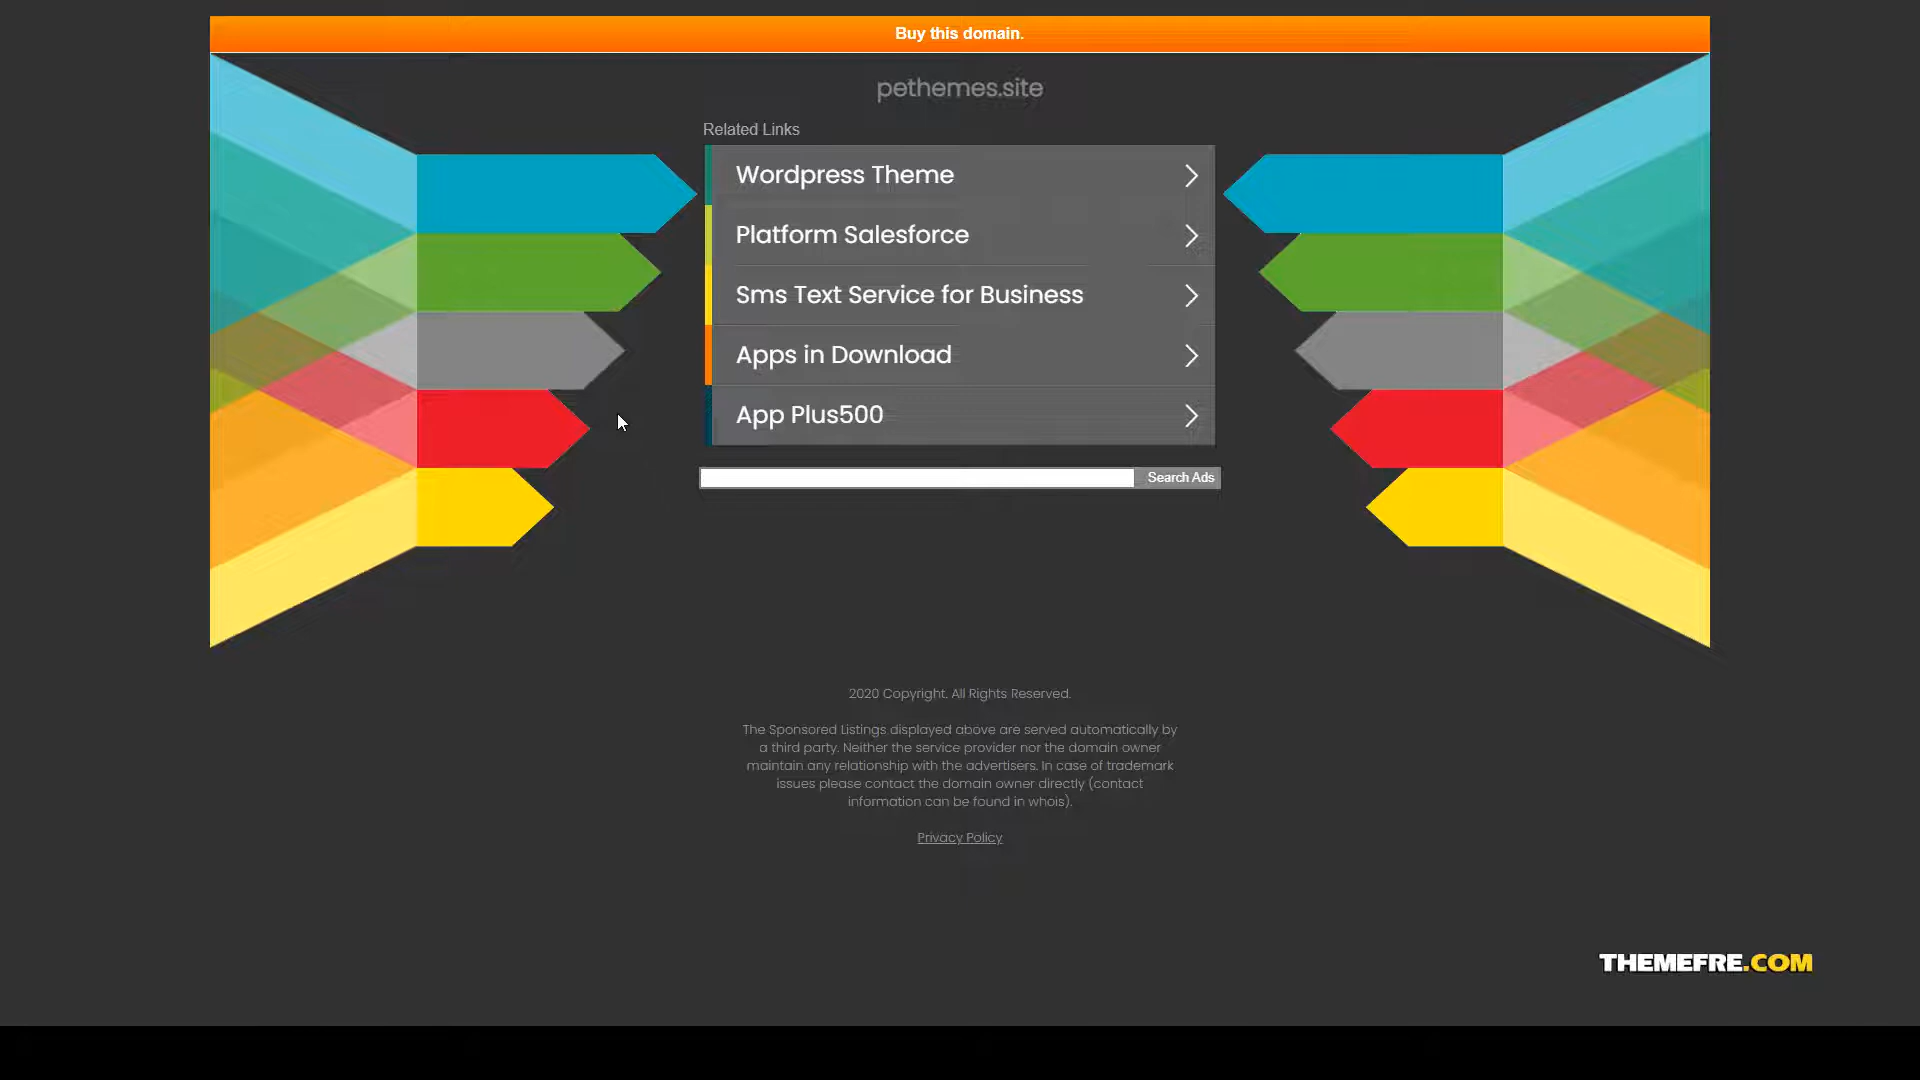 Buy this domain.
pethemes.site
Related Links
Wordpress Theme
Platform Salesforce
Sms Text Service for Business
Apps in Download
App Plus500
Search Ads
2020 Copyright. All Rights Reserved.
The Sponsored Listings displayed above are served automatically by
a third party. Neither the service provider nor the domain owner
maintain any relationship with the advertisers. In case of trademark
issues please contact the domain owner directly (contact
information can be found in whois).
Privacy Policy
THEMEFRE.COM